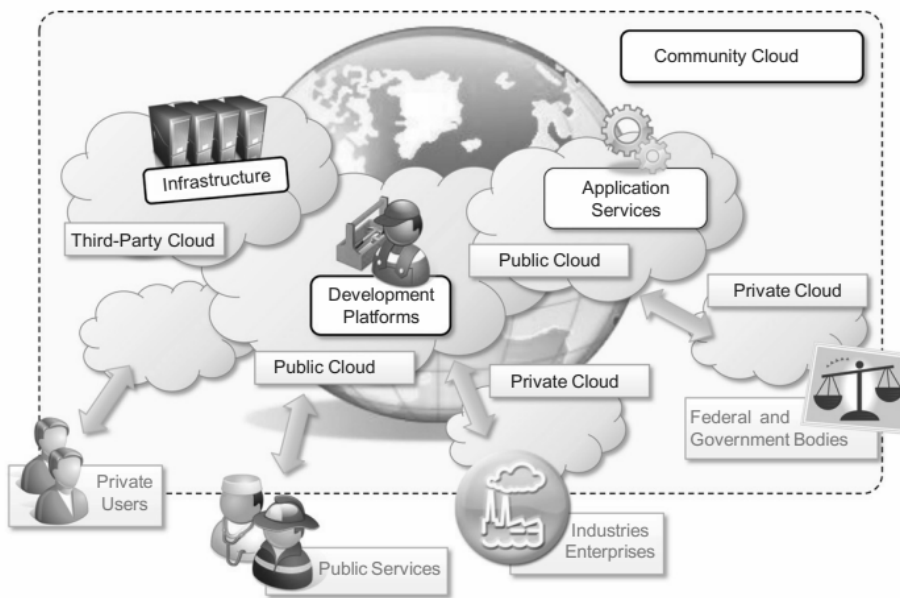 Community Cloud
Infrastructure
Application
Services
Third-Party Cloud
Public Cloud
Development
Platforms
Private Cloud
Public Cloud
Private Cloud
Federal and
Government Bodies
Private
Users
Industries
Enterprises
Public Services